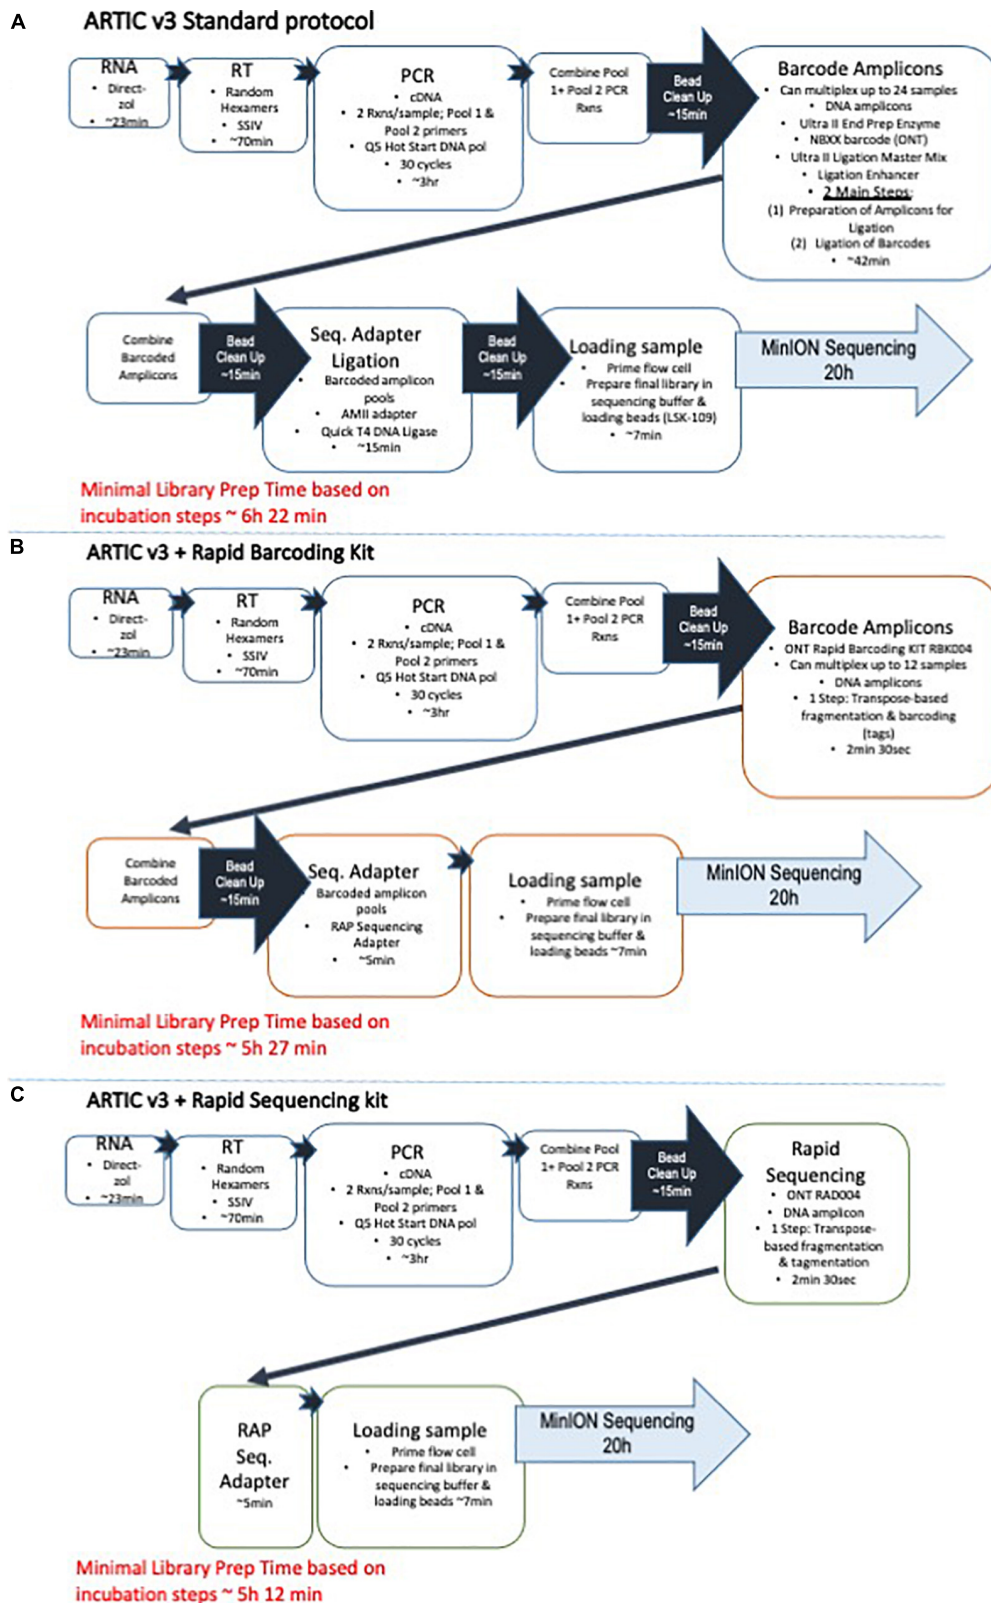 A
ARTIC v3 Standard protocol
RNA
• Direct-
zol
• ~23min
RT
• Random
Hexamers
• SSIV
• ~70min
PCR
• cDNA
• 2 Rxns/sample; Pool 1 &
Pool 2 primers
• Q5 Hot Start DNA pol
• 30 cycles
• ~3hr
Combine Pool
1+ Pool 2 PCR
Rxns
Bead
Clean Up
~15min
Barcode Amplicons
• Can multiplex up to 24 samples
• DNA amplicons
• Ultra II End Prep Enzyme
• NBXX barcode (ONT)
• Ultra II Ligation Master Mix
• Ligation Enhancer
• 2 Main Steps:
(1) Preparation of Amplicons for
Ligation
(2) Ligation of Barcodes
• ~42min
Combine
Barcoded
Amplicons
Bead
Clean Up
~15min
Seq. Adapter
Ligation
• Barcoded amplicon
pools
• AMII adapter
• Quick T4 DNA Ligase
• ~15min
Bead
Clean Up
~15min
Loading sample
• Prime flow cell
• Prepare final library in
sequencing buffer &
loading beads (LSK-109)
• ~7min
MinION Sequencing
20h
Minimal Library Prep Time based on
incubation steps ~ 6h 22 min
B
ARTIC v3 + Rapid Barcoding Kit
RNA
• Direct-
zol
• ~23min
RT
• Random
Hexamers
• SSIV
• ~70min
PCR
• cDNA
• 2 Rxns/sample; Pool 1 &
Pool 2 primers
• Q5 Hot Start DNA pol
• 30 cycles
• ~3hr
Combine Pool
1+ Pool 2 PCR
Rxns
Bead
Clean Up
~15min
Barcode Amplicons
• ONT Rapid Barcoding KIT RBK004
• Can multiplex up to 12 samples
• DNA amplicons
• 1 Step: Transpose-based
fragmentation & barcoding
(tags)
• 2min 30sec
Combine
Barcoded
Amplicons
Bead
Clean Up
~15min
Seq. Adapter
• Barcoded amplicon
pools
• RAP Sequencing
Adapter
• ~5min
Loading sample
• Prime flow cell
• Prepare final library in
sequencing buffer &
loading beads ~7min
MinION Sequencing
20h
Minimal Library Prep Time based on
incubation steps ~ 5h 27 min
C
ARTIC v3 + Rapid Sequencing kit
RNA
• Direct-
zol
• ~23min
RT
• Random
Hexamers
• SSIV
• ~70min
PCR
• cDNA
• 2 Rxns/sample; Pool 1 &
Pool 2 primers
• Q5 Hot Start DNA pol
• 30 cycles
• ~3hr
Combine Pool
1+ Pool 2 PCR
Rxns
Bead
Clean Up
~15min
Rapid
Sequencing
• ONT RAD004
• DNA amplicon
• 1 Step: Transpose-
based fragmentation
& tagmentation
• 2min 30sec
RAP
Seq.
Adapter
~5min
Loading sample
• Prime flow cell
• Prepare final library in
sequencing buffer &
loading beads ~7min
MinION Sequencing
20h
Minimal Library Prep Time based on
incubation steps ~ 5h 12 min